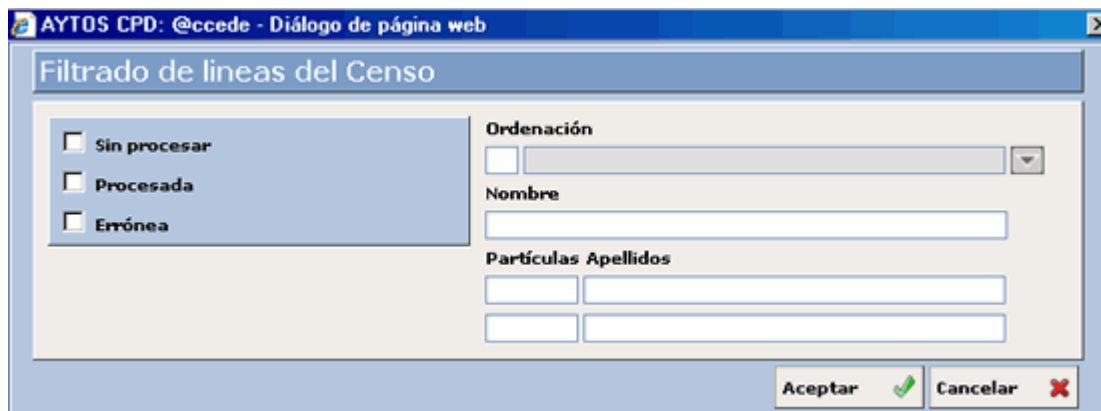 AYTOS CPD: @ccede - Diálogo de página web
Filtrado de lineas del Censo
Sin procesar
Procesada
Errónea
Ordenación
Nombre
Partículas Apellidos
Aceptar
Cancelar